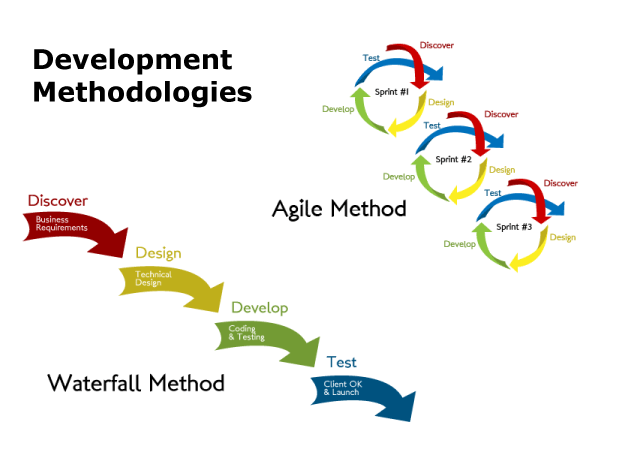 Development
Methodologies
Discover
Test
Sprint #1
Develop
Design
Discover
Test
Sprint #2
Develop
Design
Discover
Test
Sprint #3
Develop
Design
Agile Method
Discover
Business
Requirements
Design
Technical
Design
Develop
Coding
& Testing
Test
Client OK
& Launch
Waterfall Method